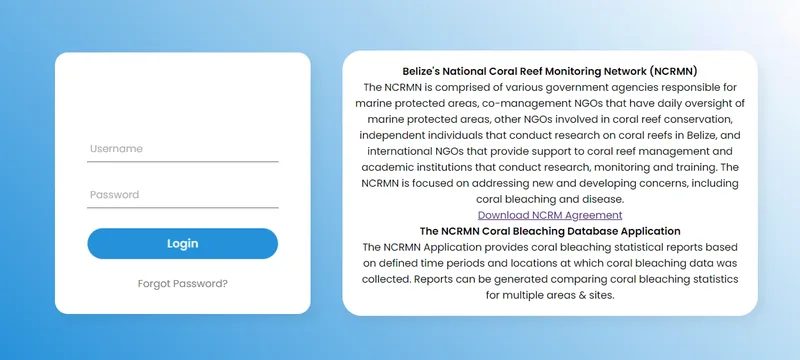 Username
Password
Login
Forgot Password?
Belize's National Coral Reef Monitoring Network (NCRMN)
The NCRMN is comprised of various government agencies responsible for
marine protected areas, co-management NGOs that have daily oversight of
marine protected areas, other NGOs involved in coral reef conservation,
independent individuals that conduct research on coral reefs in Belize, and
international NGOs that provide support to coral reef management and
academic institutions that conduct research, monitoring and training. The
NCRMN is focused on addressing new and developing concerns, including
coral bleaching and disease.
Download NCRM Agreement
The NCRMN Coral Bleaching Database Application
The NCRMN Application provides coral bleaching statistical reports based
on defined time periods and locations at which coral bleaching data was
collected. Reports can be generated comparing coral bleaching statistics
for multiple areas & sites.